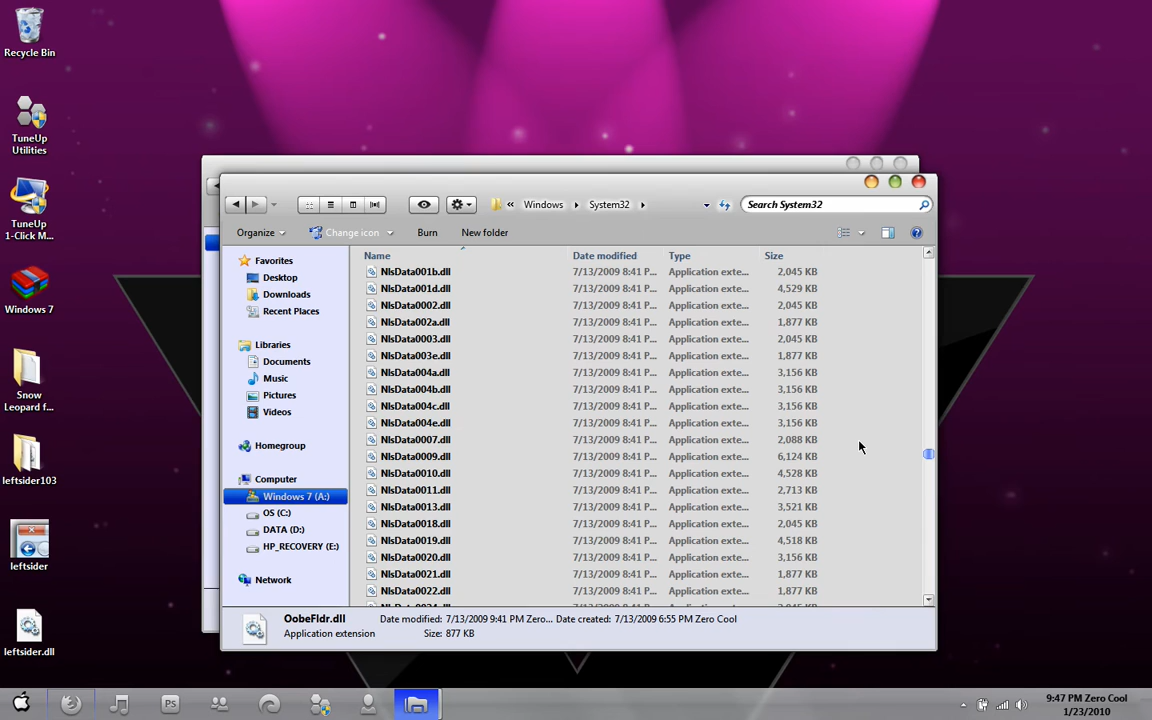 Recycle Bin
TuneUp
Utilities
TuneUp
1-Click M...
Windows 7
Snow
Leopard f...
leftsider103
leftsider
leftsider.dll
« Windows System32
Search System32
Organize Change icon Burn New folder
Favorites
Desktop
Downloads
Recent Places
Libraries
Documents
Music
Pictures
Videos
Homegroup
Computer
Windows 7 (A:)
OS (C:)
DATA (D:)
HP_RECOVERY (E:)
Network
Name Date modified Type Size
NlsData001b.dll 7/13/2009 8:41 P... Application exte... 2,045 KB
NlsData001d.dll 7/13/2009 8:41 P... Application exte... 4,529 KB
NlsData0002.dll 7/13/2009 8:41 P... Application exte... 2,045 KB
NlsData002a.dll 7/13/2009 8:41 P... Application exte... 1,877 KB
NlsData0003.dll 7/13/2009 8:41 P... Application exte... 2,045 KB
NlsData003e.dll 7/13/2009 8:41 P... Application exte... 1,877 KB
NlsData004a.dll 7/13/2009 8:41 P... Application exte... 3,156 KB
NlsData004b.dll 7/13/2009 8:41 P... Application exte... 3,156 KB
NlsData004c.dll 7/13/2009 8:41 P... Application exte... 3,156 KB
NlsData004e.dll 7/13/2009 8:41 P... Application exte... 3,156 KB
NlsData0007.dll 7/13/2009 8:41 P... Application exte... 2,088 KB
NlsData0009.dll 7/13/2009 8:41 P... Application exte... 6,124 KB
NlsData0010.dll 7/13/2009 8:41 P... Application exte... 4,528 KB
NlsData0011.dll 7/13/2009 8:41 P... Application exte... 2,713 KB
NlsData0013.dll 7/13/2009 8:41 P... Application exte... 3,521 KB
NlsData0018.dll 7/13/2009 8:41 P... Application exte... 2,045 KB
NlsData0019.dll 7/13/2009 8:41 P... Application exte... 4,518 KB
NlsData0020.dll 7/13/2009 8:41 P... Application exte... 3,156 KB
NlsData0021.dll 7/13/2009 8:41 P... Application exte... 1,877 KB
NlsData0022.dll 7/13/2009 8:41 P... Application exte... 1,877 KB
OobeFldr.dll Date modified: 7/13/2009 9:41 PM Zero... Date created: 7/13/2009 6:55 PM Zero Cool
Application extension Size: 877 KB
PS
9:47 PM Zero Cool
1/23/2010